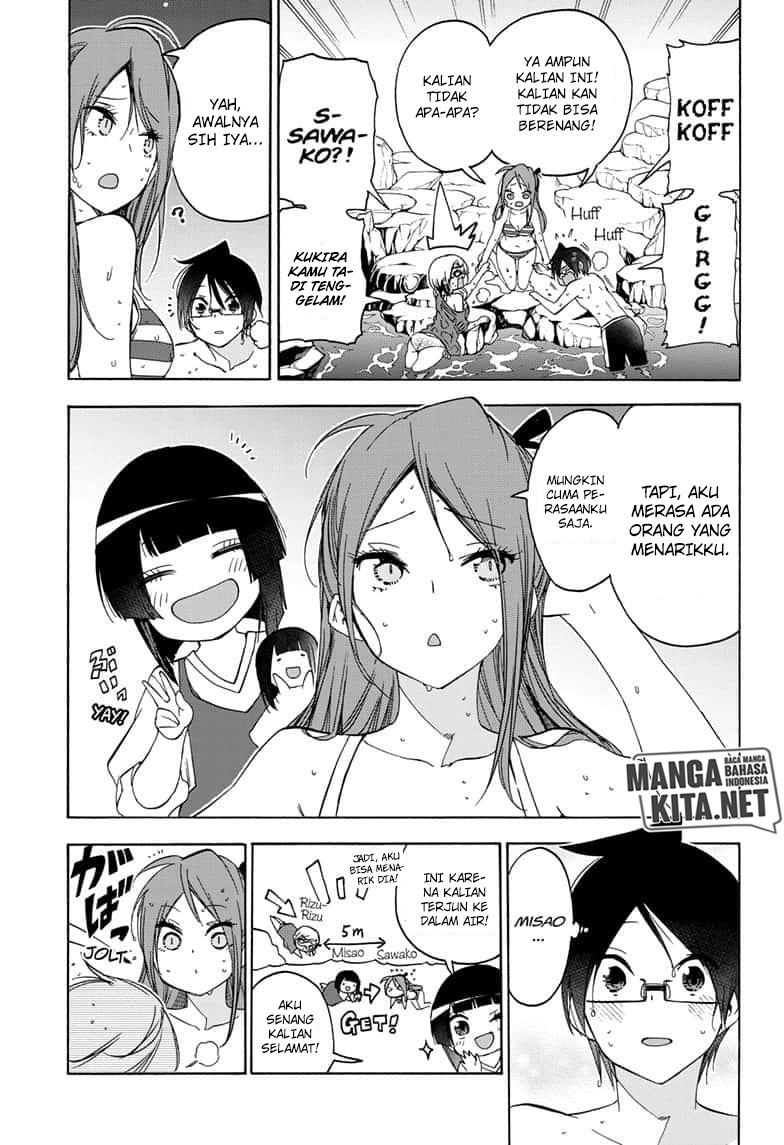 KOFF
KOFF
GLRGG!
YA AMPUN
KALIAN INI!
KALIAN KAN
TIDAK BISA
BERENANG!
KALIAN
TIDAK
APA-APA?
Huff
Huff
S-
SAWA-
KO?!
KUKIRA
KAMU TA-
DI TENG-
GELAM!
YAH,
AWALNYA
SIH IYA...
?
TAPI, AKU
MERASA ADA
ORANG YANG
MENARIKKU.
MUNGKIN
CUMA PE-
RASAANKU
SAJA.
YAY!
MANGA
KITA.NET
BACA MANGA
BAHASA
INDONESIA
MISAO
...
INI KARE-
NA KALIAN
TERJUN KE
DALAM AIR!
JADI, AKU
BISA MENA-
RIK DIA!
Rizu-
Rizu
5m
Misao
Sawako
GET!
AKU
SENANG
KALIAN
SELAMAT!
がばっ
JOLT